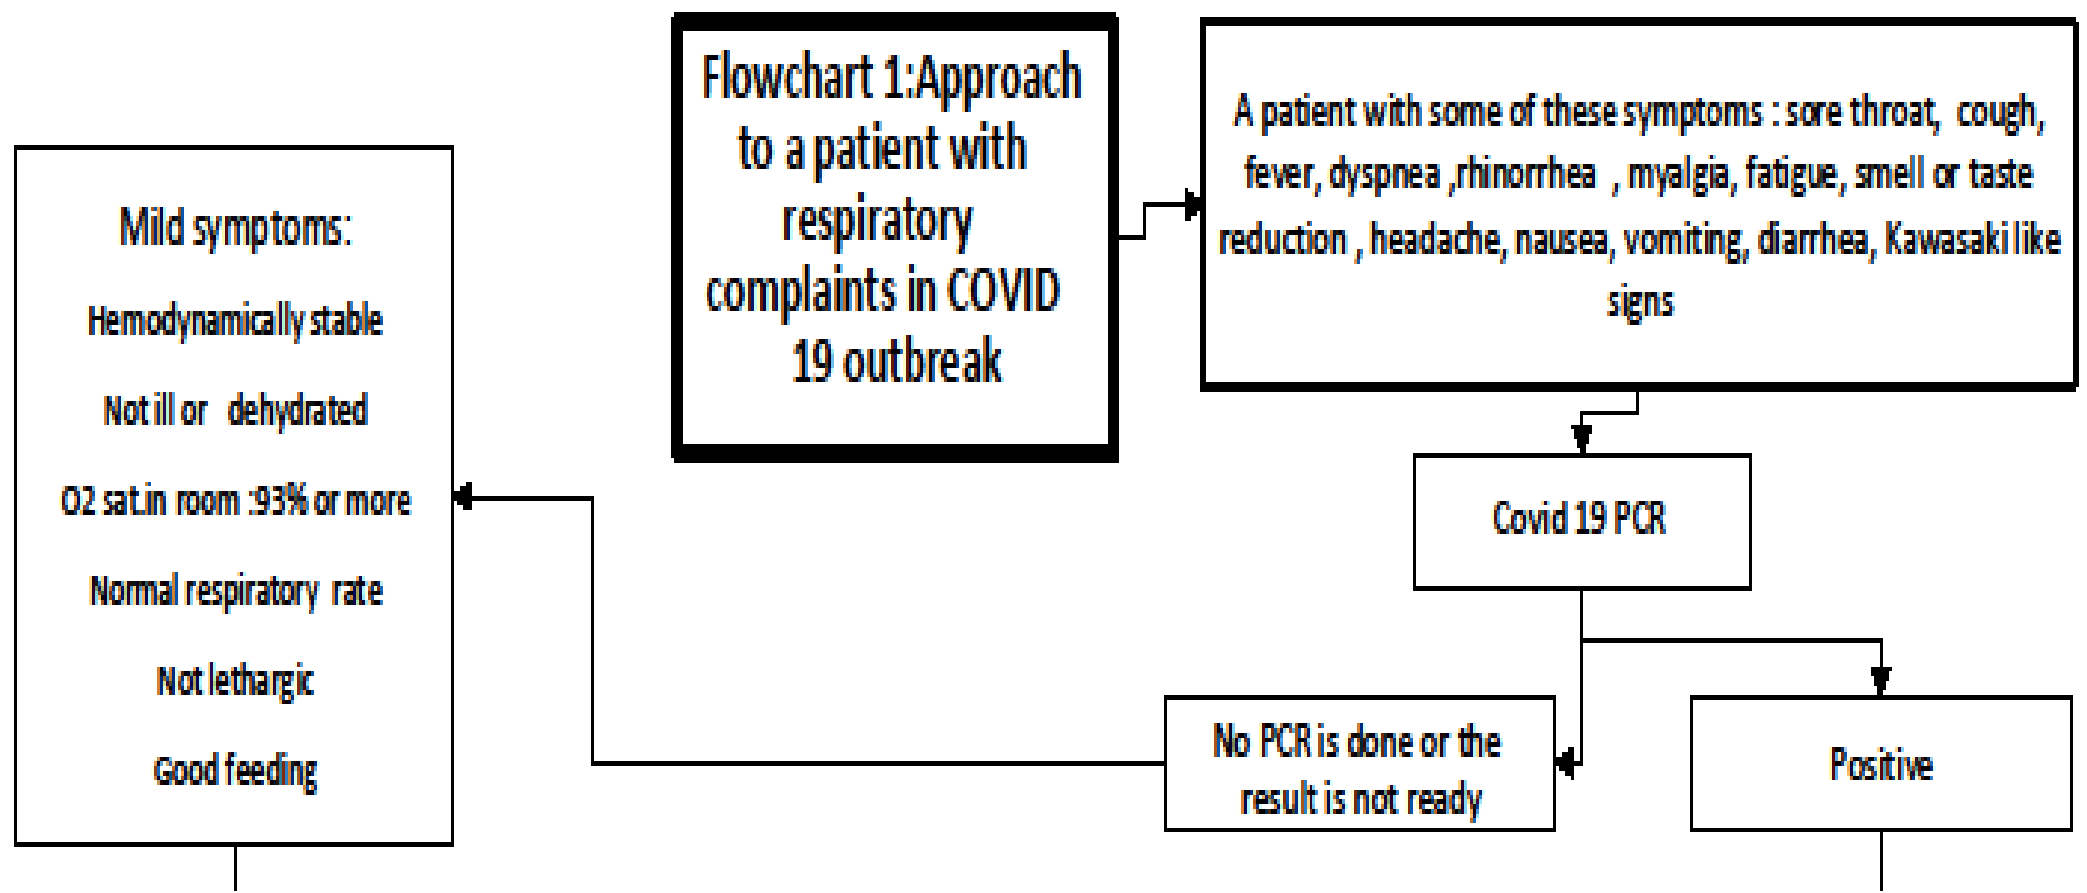 Flowchart 1:Approach
to a patient with
respiratory
complaints in COVID
19 outbreak
A patient with some of these symptoms : sore throat, cough,
fever, dyspnea ,rhinorrhea , myalgia, fatigue, smell or taste
reduction , headache, nausea, vomiting, diarrhea, Kawasaki like
signs
Covid 19 PCR
No PCR is done or the
result is not ready
Positive
Mild symptoms:
Hemodynamically stable
Not ill or dehydrated
O2 sat.in room :93% or more
Normal respiratory rate
Not lethargic
Good feeding